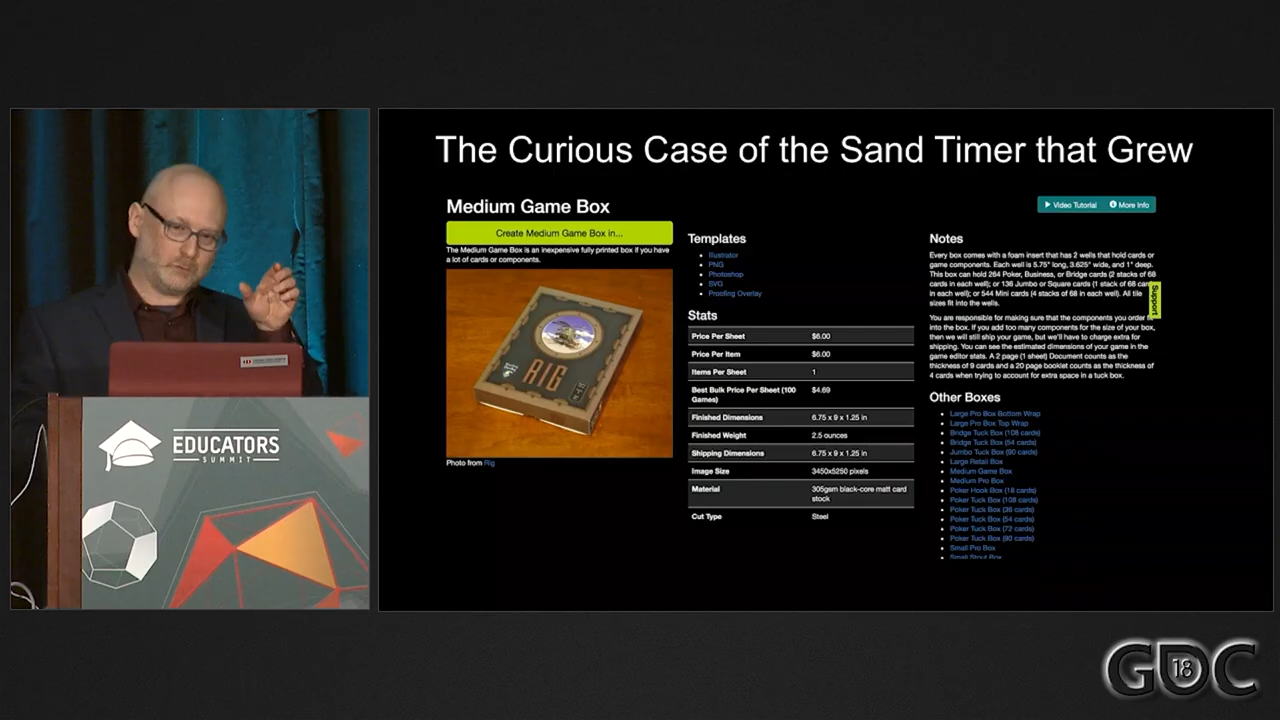 The Curious Case of the Sand Timer that Grew
Medium Game Box
Create Medium Game Box in...
The Medium Game Box is an inexpensive fully printed box if you have
a lot of cards or components.
RIG
Photo from Rig
Templates
Illustrator
PNG
Photoshop
SVG
Proofing Overlay
Stats
Price Per Sheet $6.00
Price Per Item $6.00
Items Per Sheet 1
Best Bulk Price Per Sheet (100 $4.69
Games)
Finished Dimensions 6.75 x 9 x 1.25 in
Finished Weight 2.5 ounces
Shipping Dimensions 6.75 x 9 x 1.25 in
Image Size 3450x5250 pixels
Material 305gsm black-core matt card
stock
Cut Type Steel
Video Tutorial More Info
Notes
Every box comes with a foam insert that has 2 wells that hold cards or
game components. Each well is 5.75" long, 3.625" wide, and 1" deep.
This box can hold 264 Poker, Business, or Bridge cards (2 stacks of 68
cards in each well); or 136 Jumbo or Square cards (1 stack of 68 car
in each well); or 544 Mini cards (4 stacks of 68 in each well). All tile
sizes fit into the wells.
You are responsible for making sure that the components you order
into the box. If you add too many components for the size of your box,
then we will still ship your game, but we'll have to charge extra for
shipping. You can see the estimated dimensions of your game in the
game editor stats. A 2 page (1 sheet) Document counts as the
thickness of 9 cards and a 20 page booklet counts as the thickness of
4 cards when trying to account for extra space in a tuck box.
Support
Other Boxes
Large Pro Box Bottom Wrap
Large Pro Box Top Wrap
Bridge Tuck Box (108 cards)
Bridge Tuck Box (54 cards)
Jumbo Tuck Box (90 cards)
Large Retail Box
Medium Game Box
Medium Pro Box
Poker Hook Box (18 cards)
Poker Tuck Box (108 cards)
Poker Tuck Box (36 cards)
Poker Tuck Box (54 cards)
Poker Tuck Box (72 cards)
Poker Tuck Box (90 cards)
Small Pro Box
Small Stout Box
EDUCATORS
SUMMIT
GDC
18